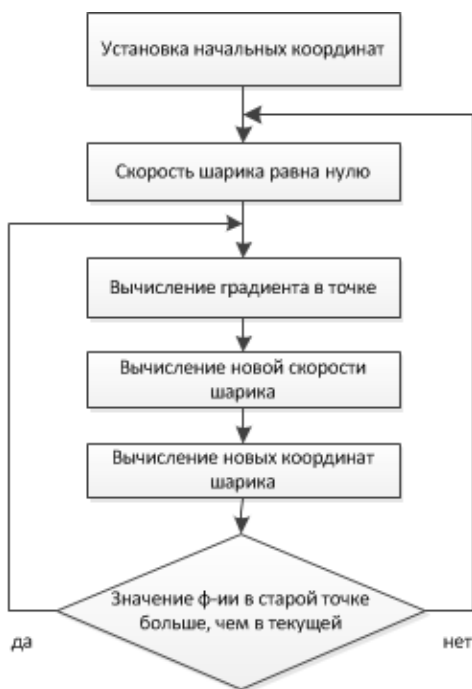 Установка начальных координат
Скорость шарика равна нулю
Вычисление градиента в точке
Вычисление новой скорости
шарика
Вычисление новых координат
шарика
Значение ф-ии в старой точке
больше, чем в текущей
да
нет